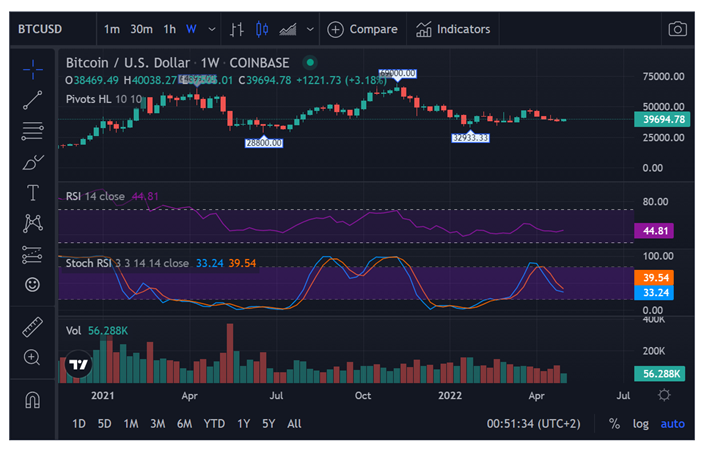 BTCUSD 1m 30m 1h W Compare Indicators
Bitcoin / U.S. Dollar · 1W · COINBASE
O38469.49 H40038.27 C39694.78 +1221.73 (+3.18%)
Pivots HL 10 10
75000.00
50000.00
39694.78
25000.00
0.00
28800.00
32933.33
RSI 14 close 44.81
80.00
44.81
Stoch RSI 3 3 14 14 close 33.24 39.54
100.00
39.54
33.24
0.00
Vol 56.288K
400K
200K
56.288K
2021 Apr Jul Oct 2022 Apr Jul
1D 5D 1M 3M 6M YTD 1Y 5Y All 00:51:34 (UTC+2) % log auto